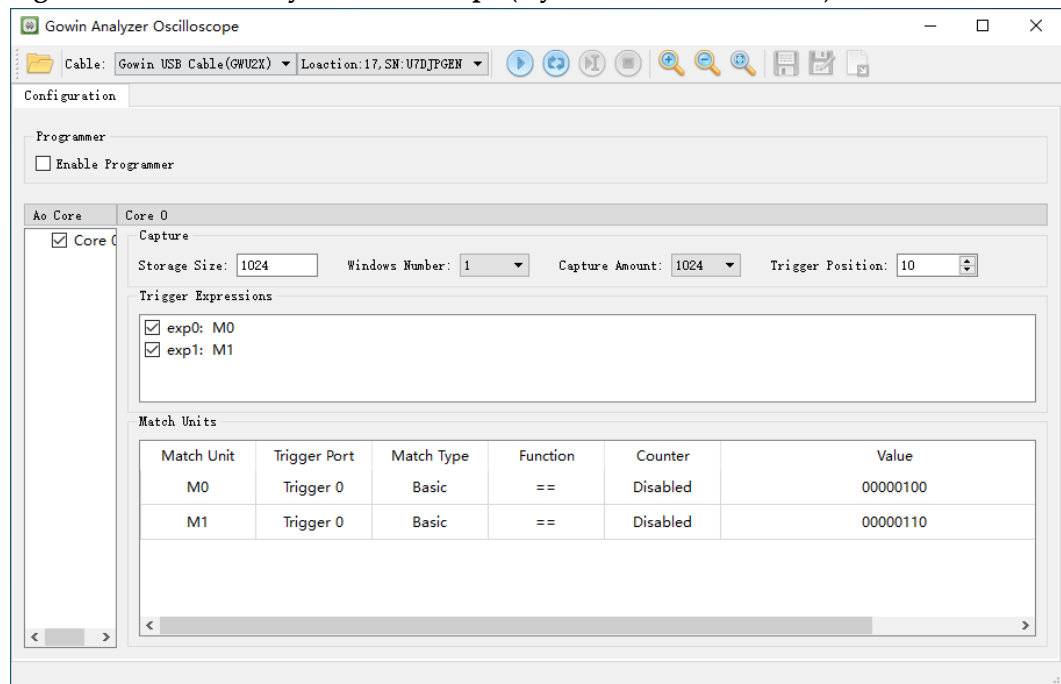 Gowin Analyzer Oscilloscope
Cable: Gowin USB Cable(GWU2X) Loaction:17,SN:U7DJPGEN
Configuration
Programmer
Enable Programmer
Ao Core Core 0
Core 0
Capture
Storage Size: 1024 Windows Number: 1 Capture Amount: 1024 Trigger Position: 10
Trigger Expressions
exp0: M0
exp1: M1
Match Units
Match Unit Trigger Port Match Type Function Counter Value
M0 Trigger 0 Basic == Disabled 00000100
M1 Trigger 0 Basic == Disabled 00000110